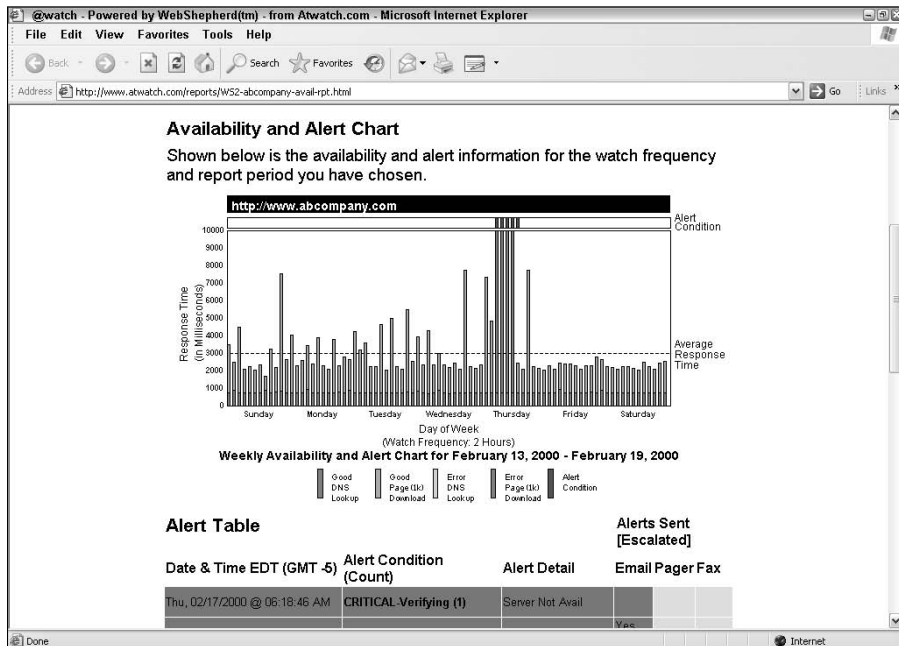 @watch - Powered by WebShepherd(tm) - from Atwatch.com - Microsoft Internet Explorer
File Edit View Favorites Tools Help
Back Search Favorites
Address http://www.atwatch.com/reports/WS2-abcompany-avail-rpt.html Go Links »
Availability and Alert Chart
Shown below is the availability and alert information for the watch frequency
and report period you have chosen.
http://www.abcompany.com
Alert
Condition
Response Time
(in Milliseconds)
10000
9000
8000
7000
6000
5000
4000
3000
2000
1000
0
Average
Response
Time
Sunday Monday Tuesday Wednesday Thursday Friday Saturday
Day of Week
(Watch Frequency: 2 Hours)
Weekly Availability and Alert Chart for February 13, 2000 - February 19, 2000
Good DNS Lookup
Good Page (1k) Download
Error DNS Lookup
Error Page (1k) Download
Alert Condition
Alert Table
Alerts Sent
[Escalated]
Date & Time EDT (GMT -5) Alert Condition (Count) Alert Detail Email Pager Fax
Thu, 02/17/2000 @ 06:18:46 AM CRITICAL-Verifying (1) Server Not Avail
Yes
Done Internet